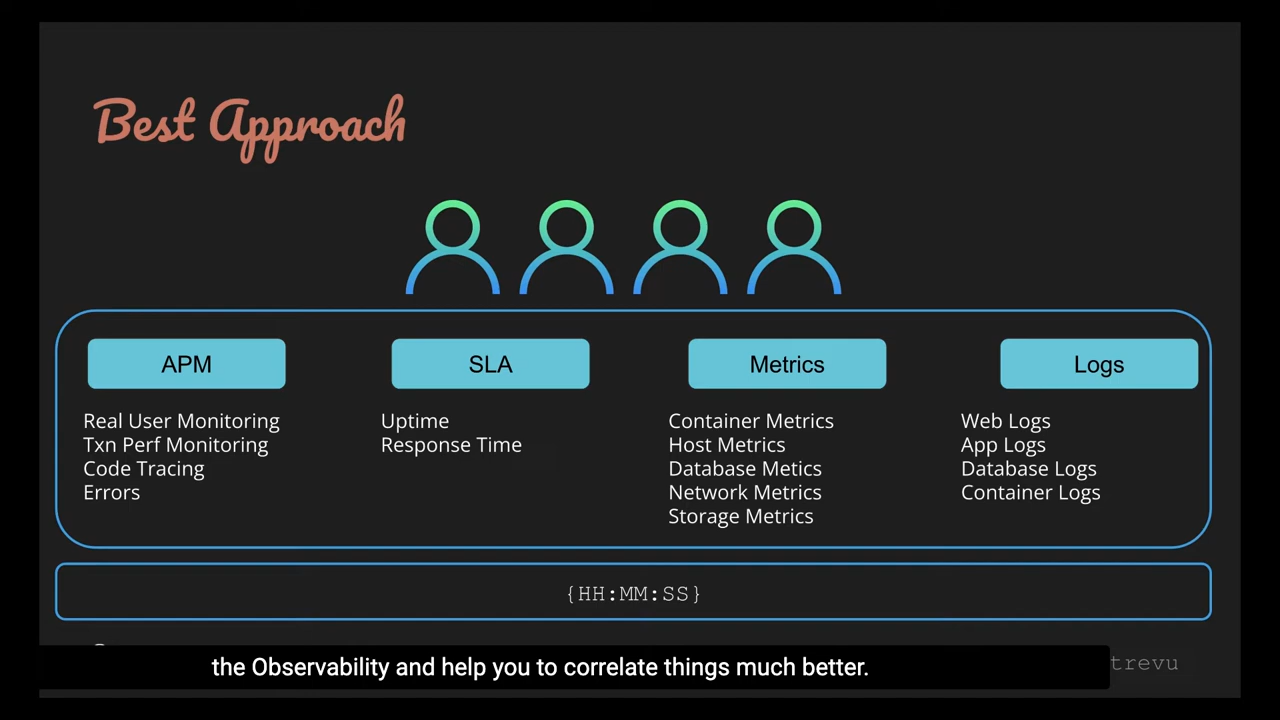 Best Approach
APM
Real User Monitoring
Txn Perf Monitoring
Code Tracing
Errors
SLA
Uptime
Response Time
Metrics
Container Metrics
Host Metrics
Database Metics
Network Metrics
Storage Metrics
Logs
Web Logs
App Logs
Database Logs
Container Logs
{HH:MM:SS}
the Observability and help you to correlate things much better.